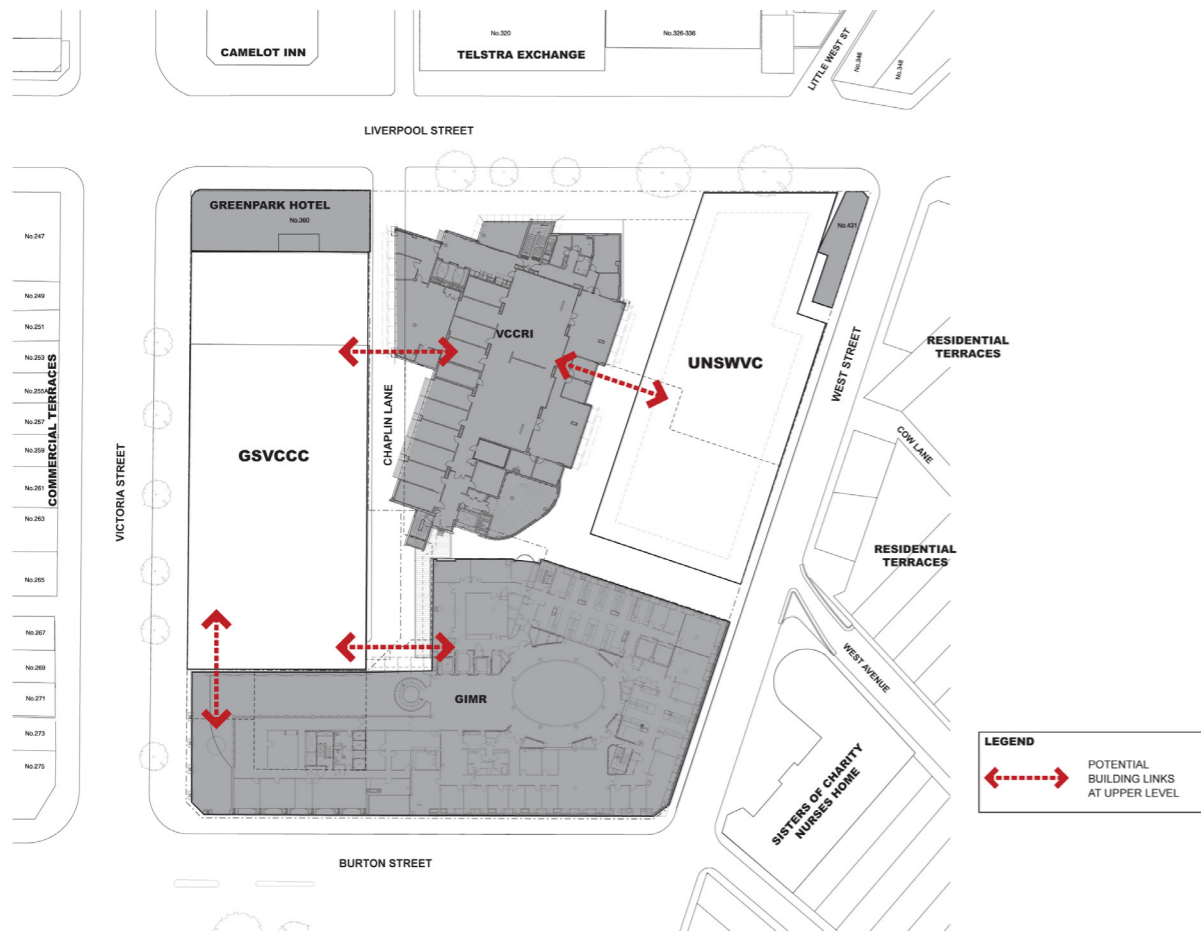 No.320
No.326-336
CAMELOT INN
TELSTRA EXCHANGE
LITTLE WEST ST
No.346
No.348
LIVERPOOL STREET
GREENPARK HOTEL
No.360
No.431
No.247
No.249
No.251
No.253
No.255A
No.257
No.259
No.261
No.263
No.265
No.267
No.269
No.271
No.273
No.275
COMMERCIAL TERRACES
VICTORIA STREET
GSVCCC
CHAPLIN LANE
VCCRI
UNSWVC
WEST STREET
RESIDENTIAL
TERRACES
COW LANE
RESIDENTIAL
TERRACES
WEST AVENUE
GIMR
SISTERS OF CHARITY
NURSES HOME
BURTON STREET
LEGEND
POTENTIAL
BUILDING LINKS
AT UPPER LEVEL